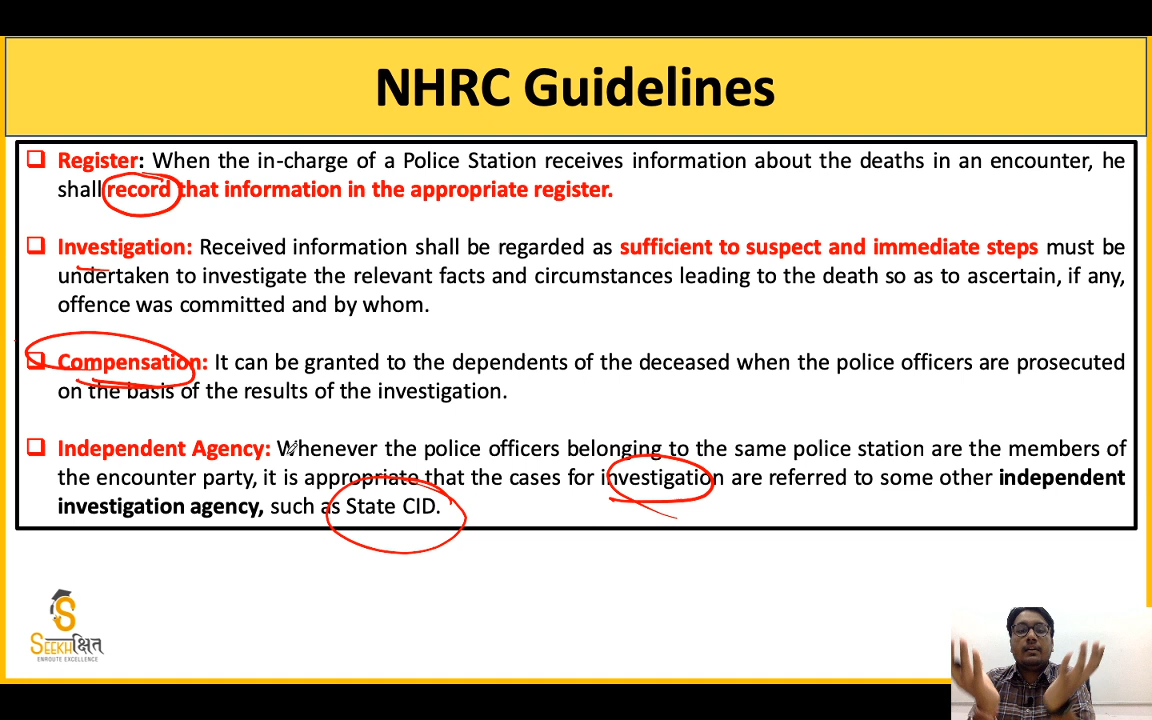 NHRC Guidelines
Register: When the in-charge of a Police Station receives information about the deaths in an encounter, he
shall record that information in the appropriate register.
Investigation: Received information shall be regarded as sufficient to suspect and immediate steps must be
undertaken to investigate the relevant facts and circumstances leading to the death so as to ascertain, if any,
offence was committed and by whom.
Compensation: It can be granted to the dependents of the deceased when the police officers are prosecuted
on the basis of the results of the investigation.
Independent Agency: Whenever the police officers belonging to the same police station are the members of
the encounter party, it is appropriate that the cases for investigation are referred to some other independent
investigation agency, such as State CID.
S
SEEKHक्षित
ENROUTE EXCELLENCE